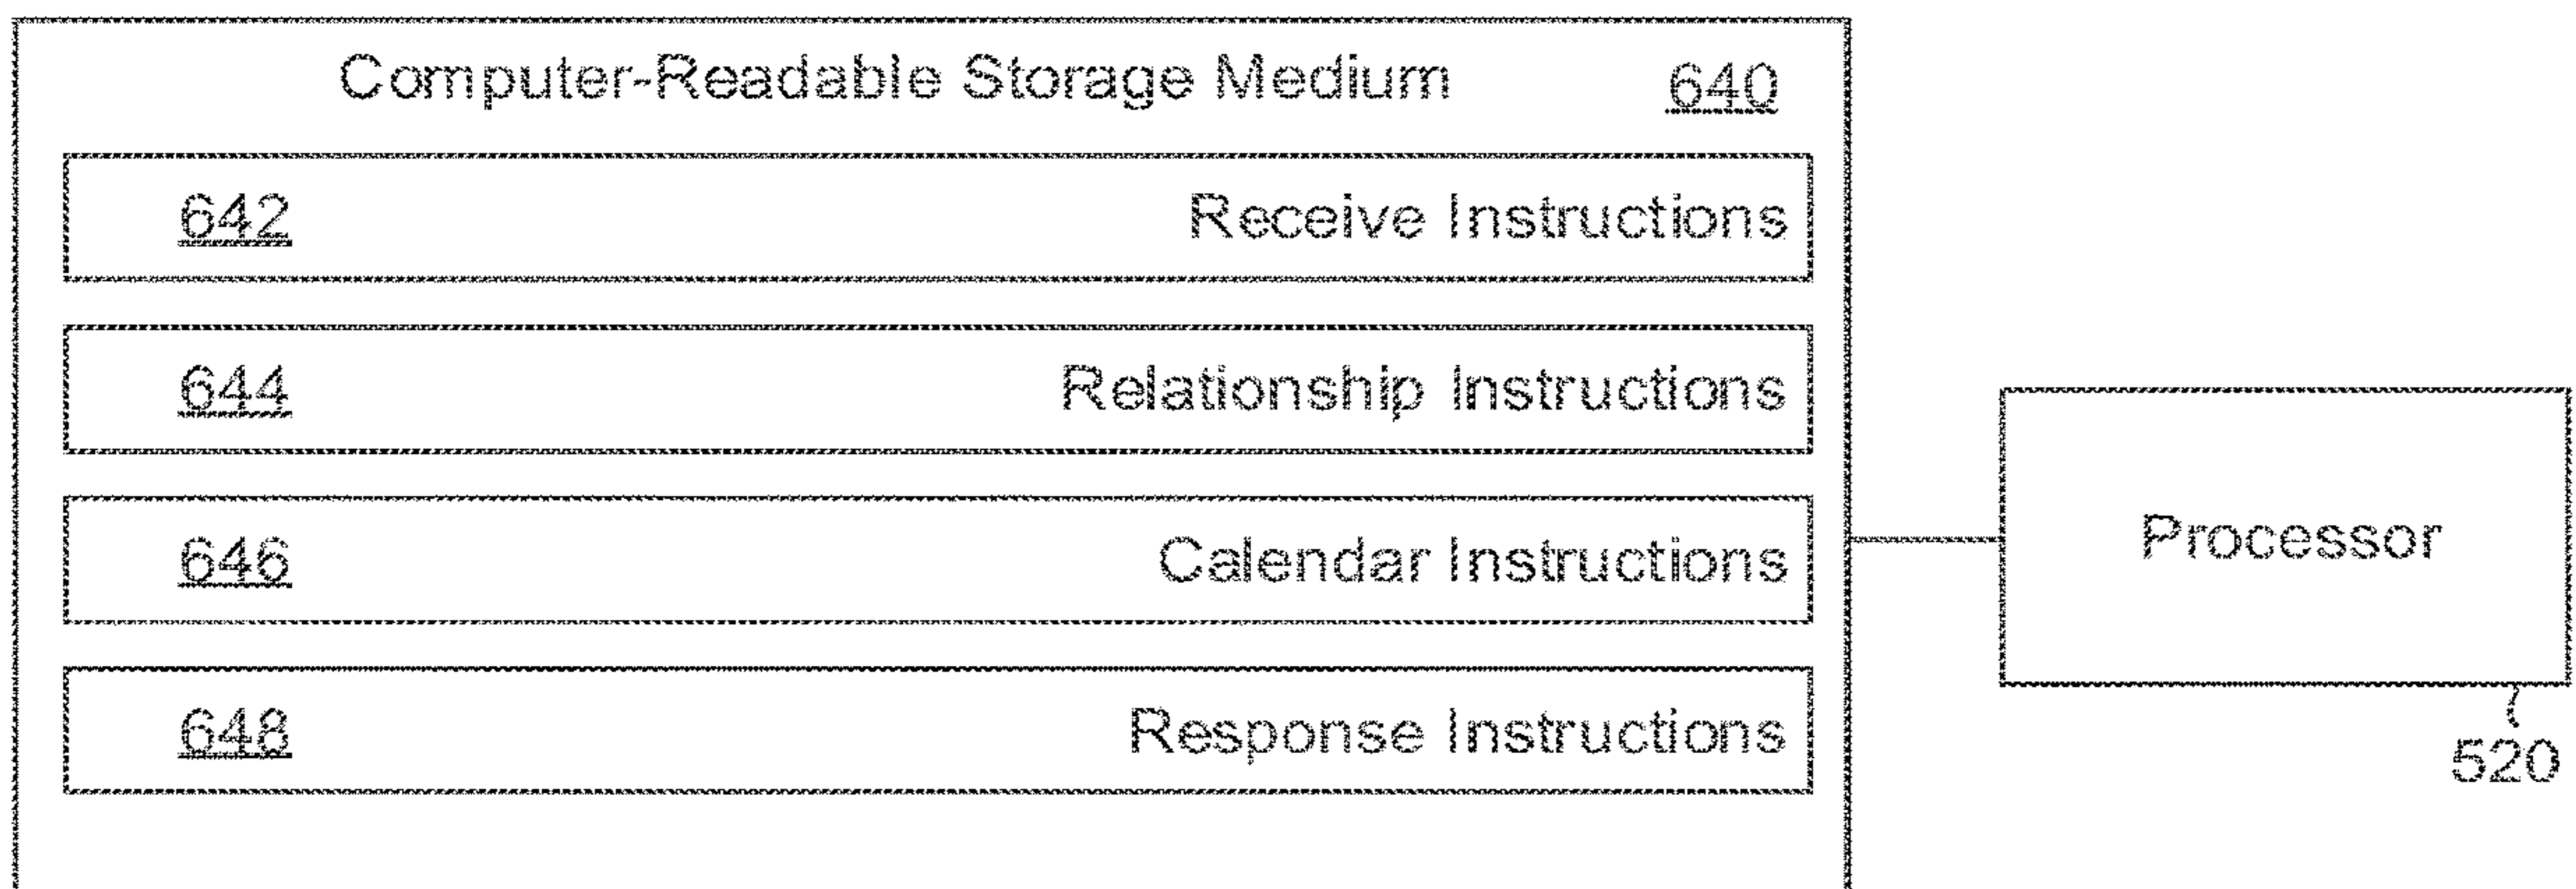 Computer-Readable Storage Medium 640
642 Receive Instructions
644 Relationship Instructions
646 Calendar Instructions
Processor
648 Response Instructions
520